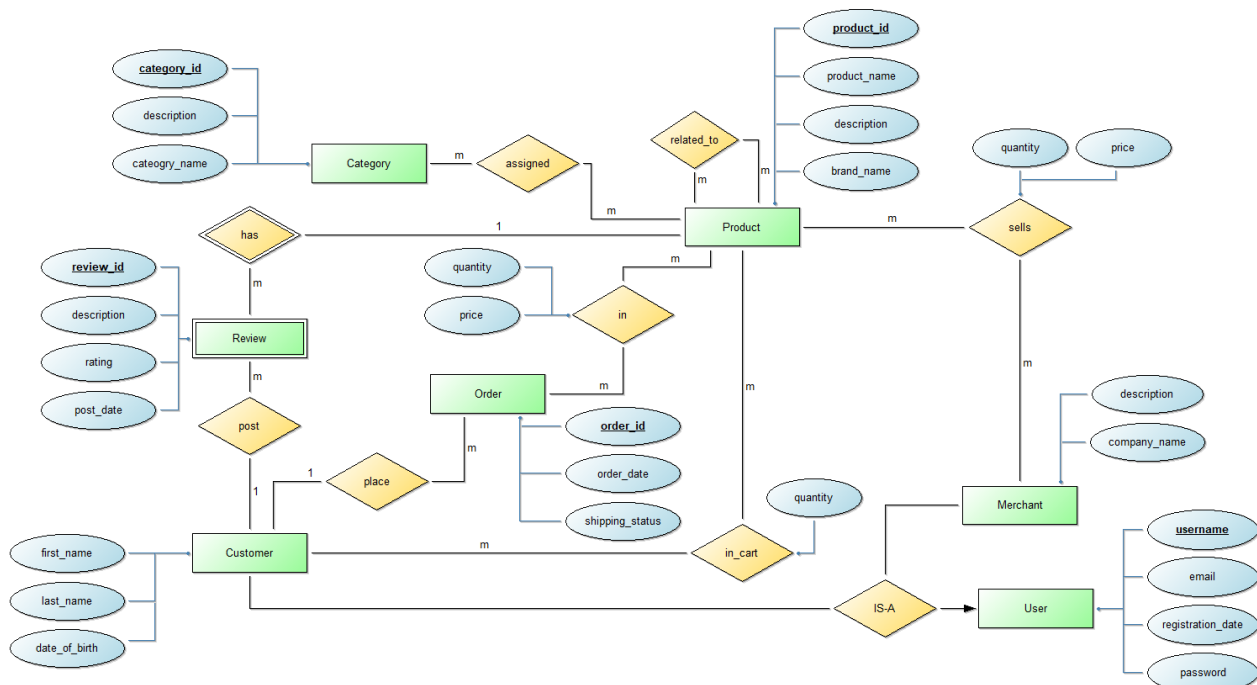 product_id
category_id
product_name
description
description
related_to
quantity
price
cateogry_name
Category
m
assigned
m
m
brand_name
m
Product
m
sells
has
1
review_id
m
quantity
m
description
price
in
Review
rating
m
m
Order
m
m
description
post_date
post
order_id
company_name
1
m
order_date
place
1
quantity
Merchant
shipping_status
username
first_name
Customer
m
in_cart
email
last_name
IS-A
User
registration_date
date_of_birth
password